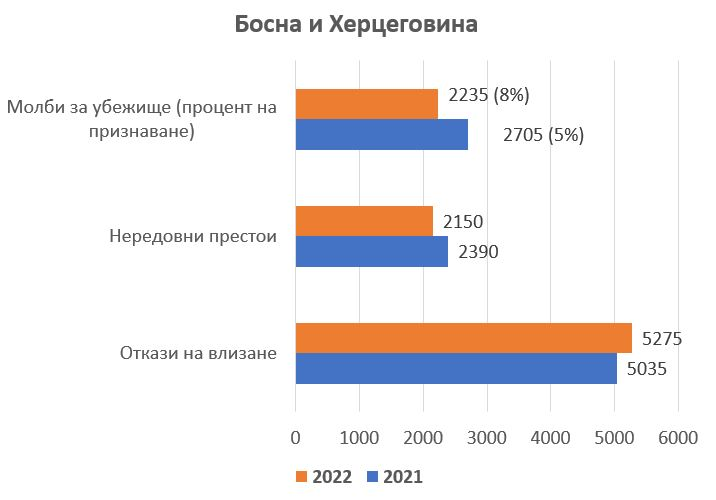 Босна и Херцеговина
Молби за убежище (процент на
признаване)
2235 (8%)
2705 (5%)
Нередовни престои
2150
2390
Откази на влизане
5275
5035
0 1000 2000 3000 4000 5000 6000
2022 2021